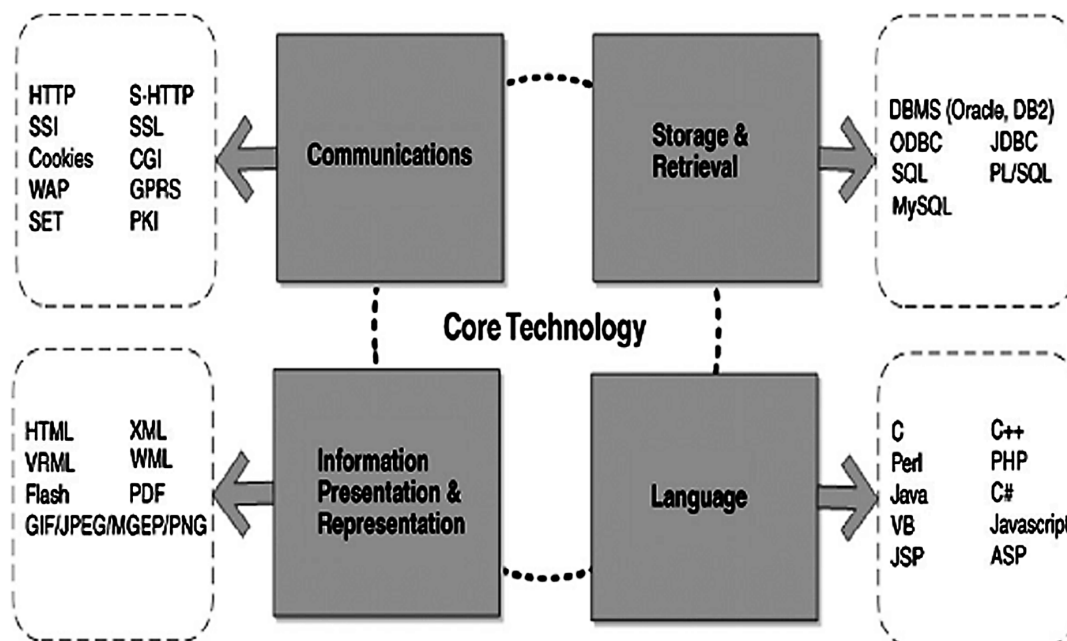 HTTP S-HTTP
SSI SSL
Cookies CGI
WAP GPRS
SET PKI
Communications
Storage &
Retrieval
DBMS (Oracle, DB2)
ODBC JDBC
SQL PL/SQL
MySQL
Core Technology
HTML XML
VRML WML
Flash PDF
GIF/JPEG/MGEP/PNG
Information
Presentation &
Representation
Language
C C++
Perl PHP
Java C#
VB Javascript
JSP ASP